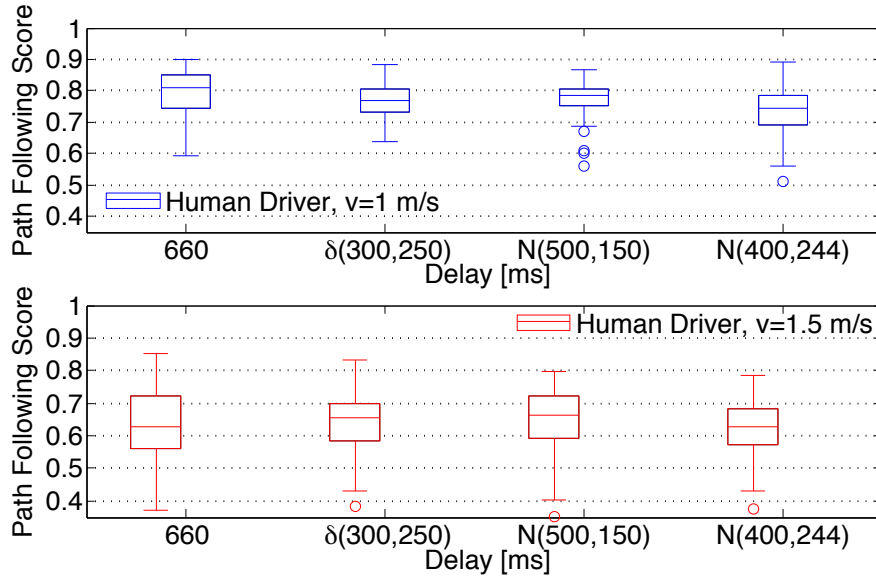 Path Following Score
1
0.9
0.8
0.7
0.6
0.5
0.4
Human Driver, v=1 m/s
660 δ(300,250) N(500,150) N(400,244)
Delay [ms]
Path Following Score
1
0.9
0.8
0.7
0.6
0.5
0.4
Human Driver, v=1.5 m/s
660 δ(300,250) N(500,150) N(400,244)
Delay [ms]